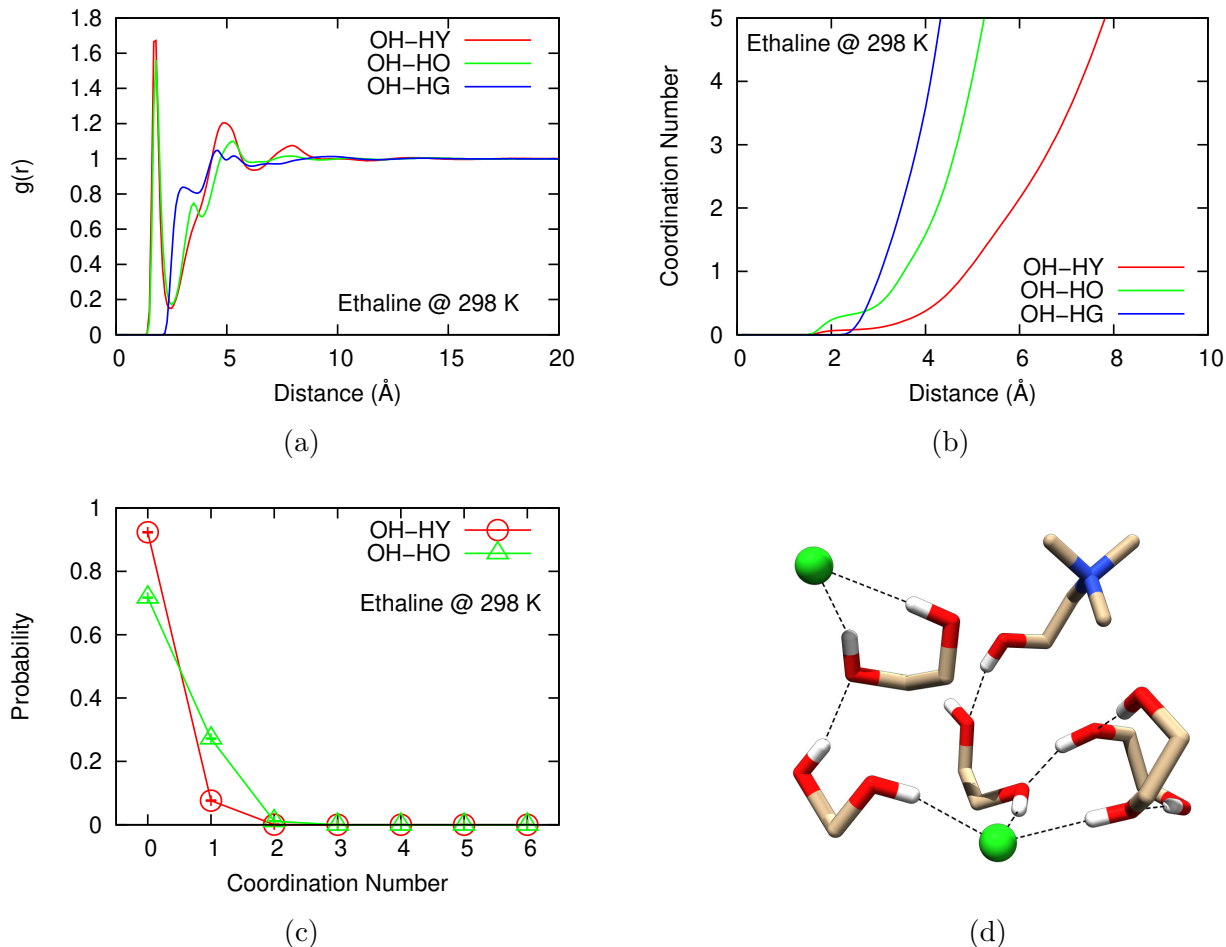 1.8
1.6
1.4
1.2
1
0.8
0.6
0.4
0.2
0
g(r)
OH−HY
OH−HO
OH−HG
Ethaline @ 298 K
0 5 10 15 20
Distance (Å)
(a)
5
4
3
2
1
0
Coordination Number
Ethaline @ 298 K
OH−HY
OH−HO
OH−HG
0 2 4 6 8 10
Distance (Å)
(b)
1
0.8
0.6
0.4
0.2
0
Probability
OH−HY
OH−HO
Ethaline @ 298 K
0 1 2 3 4 5 6
Coordination Number
(c)
(d)